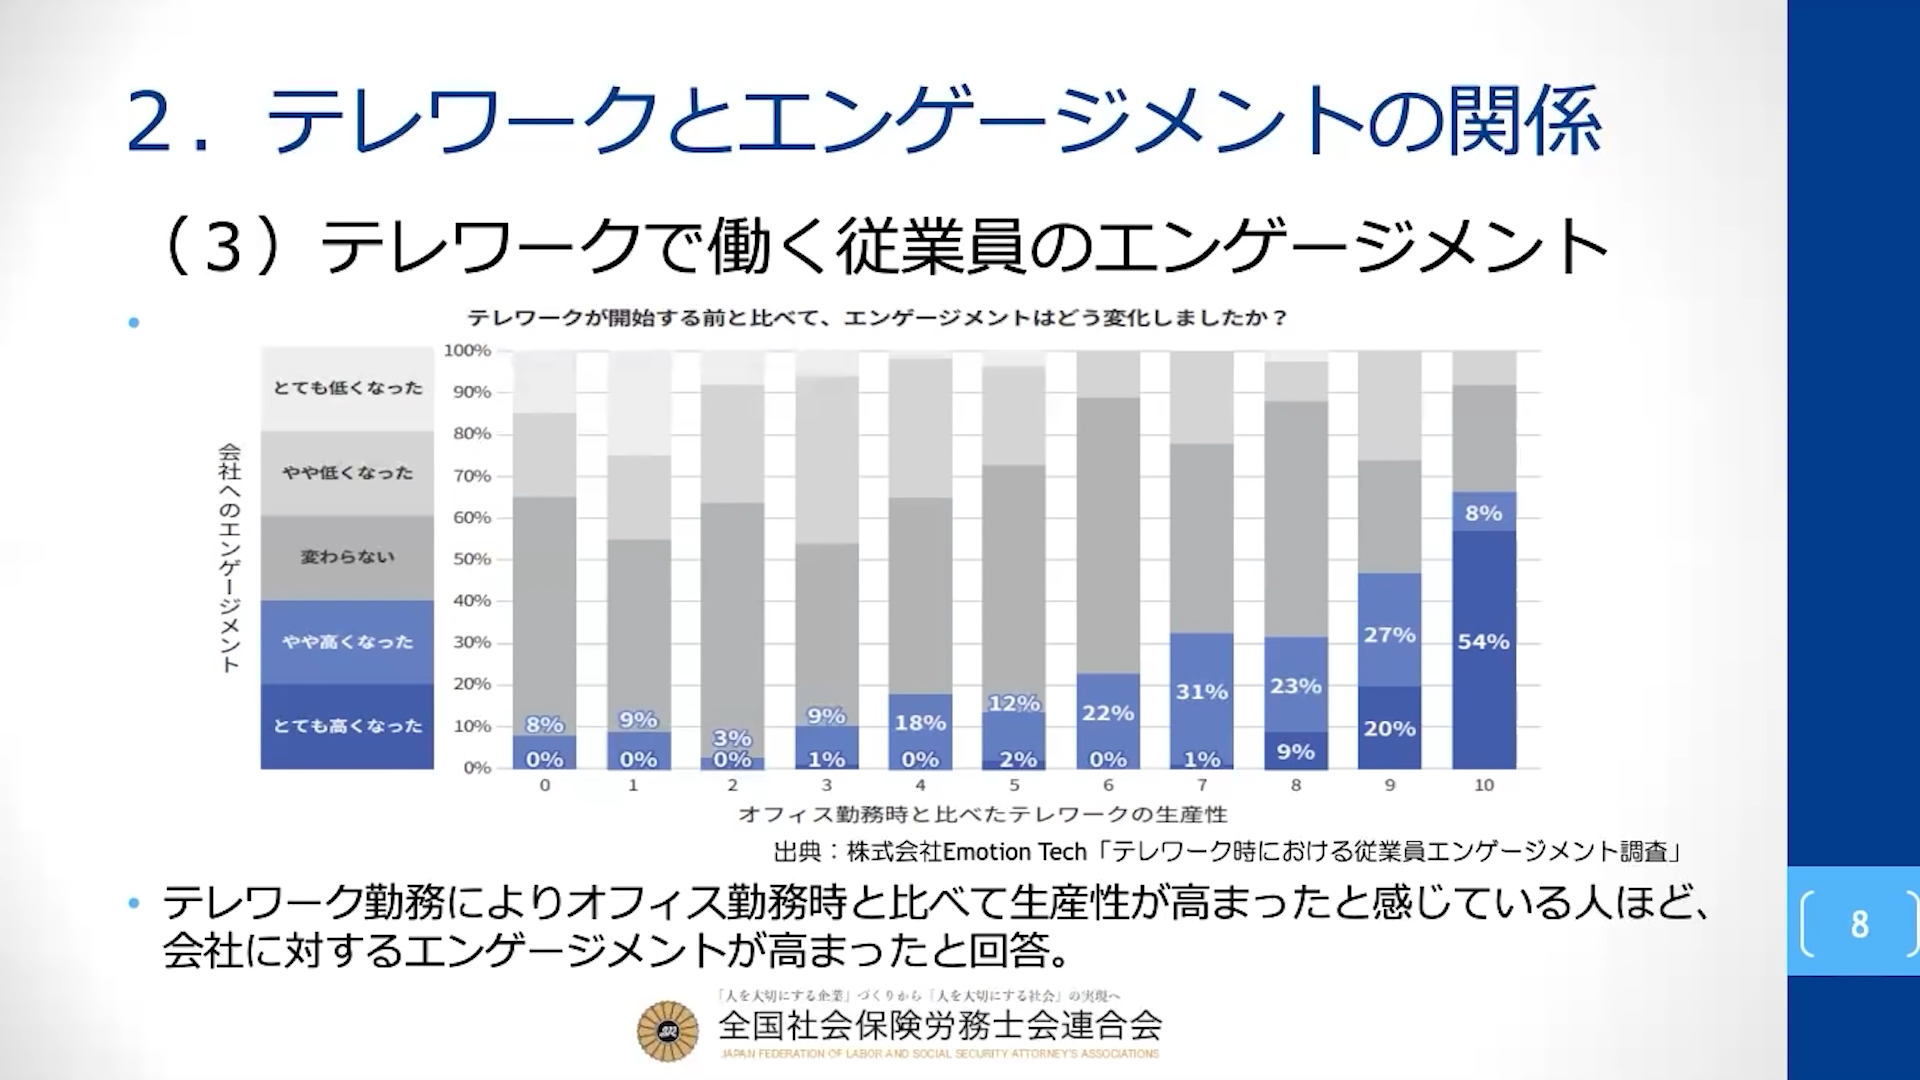 2．テレワークとエンゲージメントの関係
（3）テレワークで働く従業員のエンゲージメント
テレワークが開始する前と比べて、エンゲージメントはどう変化しましたか？
会社へのエンゲージメント
とても低くなった
やや低くなった
変わらない
やや高くなった
とても高くなった
100%
90%
80%
70%
60%
50%
40%
30%
20%
10%
0%
8% 9% 3% 9% 18% 12% 22% 31% 23% 27% 8%
0% 0% 0% 1% 0% 2% 0% 1% 9% 20% 54%
0 1 2 3 4 5 6 7 8 9 10
オフィス勤務時と比べたテレワークの生産性
出典：株式会社Emotion Tech「テレワーク時における従業員エンゲージメント調査」
• テレワーク勤務によりオフィス勤務時と比べて生産性が高まったと感じている人ほど、
会社に対するエンゲージメントが高まったと回答。
8
「人を大切にする企業」づくりから「人を大切にする社会」の実現へ
全国社会保険労務士会連合会
JAPAN FEDERATION OF LABOR AND SOCIAL SECURITY ATTORNEY'S ASSOCIATIONS